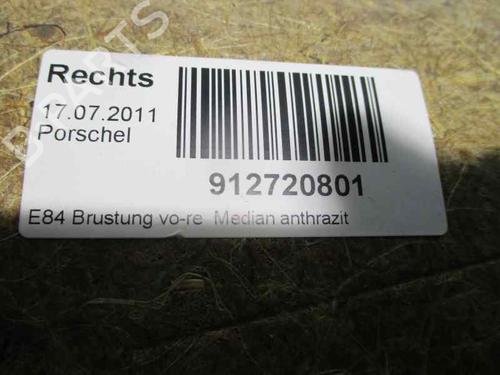 Rechts
17.07.2011
Porschel
912720801
E84 Brustung vo-re Median anthrazit